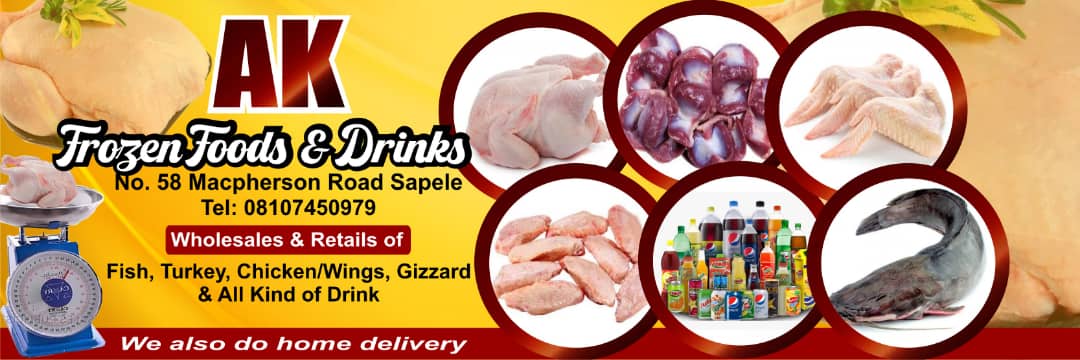 AK
Frozen Foods & Drinks
No. 58 Macpherson Road Sapele
Tel: 08107450979
Wholesales & Retails of
Fish, Turkey, Chicken/Wings, Gizzard
& All Kind of Drink
We also do home delivery
pepsi